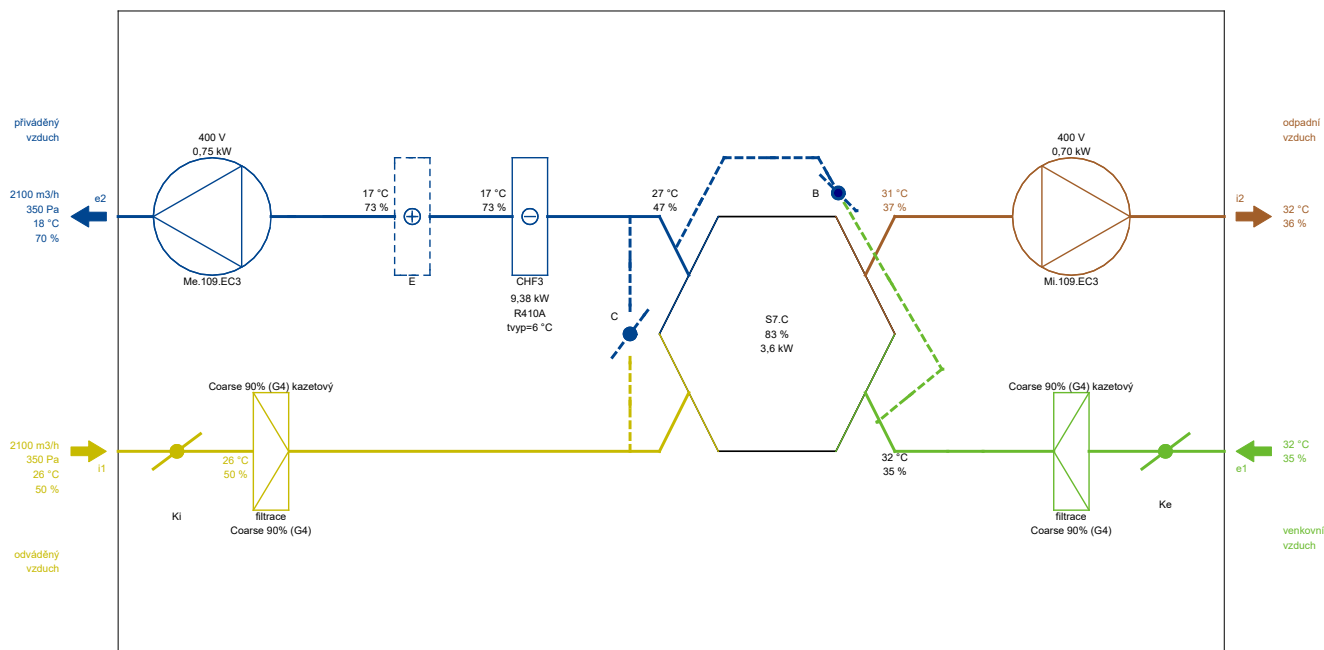 přiváděný
vzduch
2100 m3/h
350 Pa
18 °C
70 %
e2
400 V
0,75 kW
Me.109.EC3
17 °C
73 %
E
17 °C
73 %
CHF3
9,38 kW
R410A
tvyp=6 °C
C
27 °C
47 %
B
S7.C
83 %
3,6 kW
31 °C
37 %
400 V
0,70 kW
Mi.109.EC3
odpadní
vzduch
i2
32 °C
36 %
2100 m3/h
350 Pa
26 °C
50 %
i1
Ki
Coarse 90% (G4) kazetový
26 °C
50 %
filtrace
Coarse 90% (G4)
odváděný
vzduch
32 °C
35 %
Coarse 90% (G4) kazetový
filtrace
Coarse 90% (G4)
Ke
32 °C
35 %
e1
venkovní
vzduch